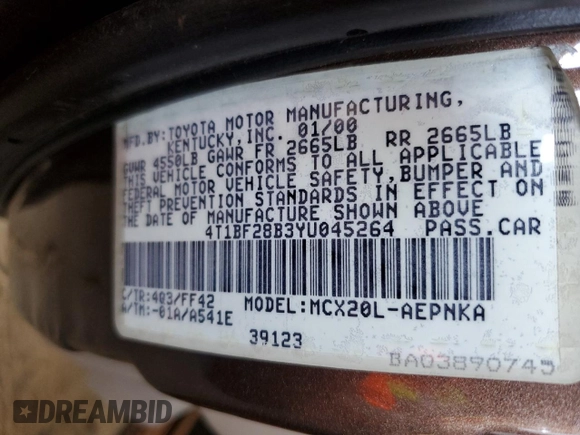 MFD.BY:TOYOTA MOTOR MANUFACTURING,
KENTUCKY, INC. 01/00
GVWR 4550LB GAWR FR 2665LB RR 2665LB
THIS VEHICLE CONFORMS TO ALL APPLICABLE
FEDERAL MOTOR VEHICLE SAFETY, BUMPER AND
THEFT PREVENTION STANDARDS IN EFFECT ON
THE DATE OF MANUFACTURE SHOWN ABOVE
4T1BF28B3YU045264 PASS.CAR
C/TR:4Q3/FF42 MODEL:MCX20L-AEPNKA
A/TM:-01A/A541E
39123
BA03890745
DREAMBID